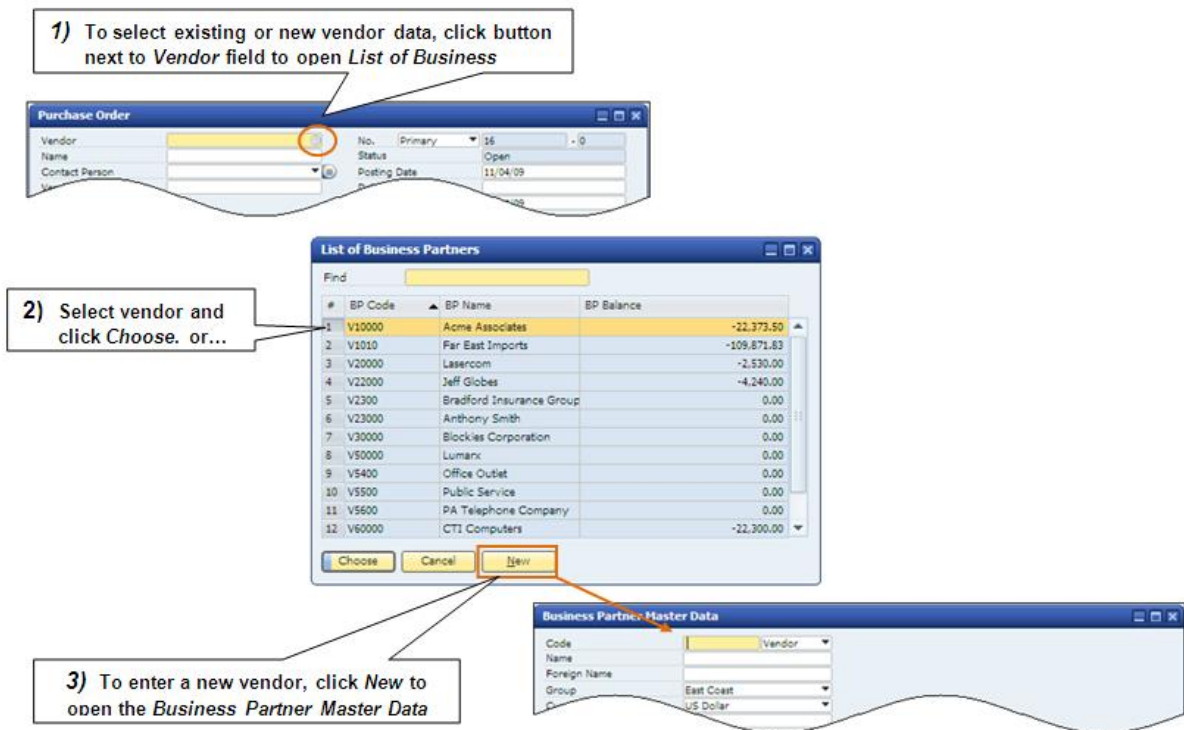 1) To select existing or new vendor data, click button
next to Vendor field to open List of Business
Purchase Order
Vendor
No. Primary 16 - 0
Name
Status Open
Contact Person
Posting Date 11/04/09
List of Business Partners
Find
# BP Code BP Name BP Balance
1 V10000 Acme Associates -22,373.50
2 V1010 Far East Imports -109,871.83
3 V20000 Lasercom -2,530.00
4 V22000 Jeff Globes -4,240.00
5 V2300 Bradford Insurance Group 0.00
6 V23000 Anthony Smith 0.00
7 V30000 Blockies Corporation 0.00
8 V50000 Lumarx 0.00
9 V5400 Office Outlet 0.00
10 V5500 Public Service 0.00
11 V5600 PA Telephone Company 0.00
12 V60000 CTI Computers -22,300.00
Choose Cancel New
2) Select vendor and
click Choose. or...
Business Partner Master Data
Code Vendor
Name
Foreign Name
Group East Coast
US Dollar
3) To enter a new vendor, click New to
open the Business Partner Master Data